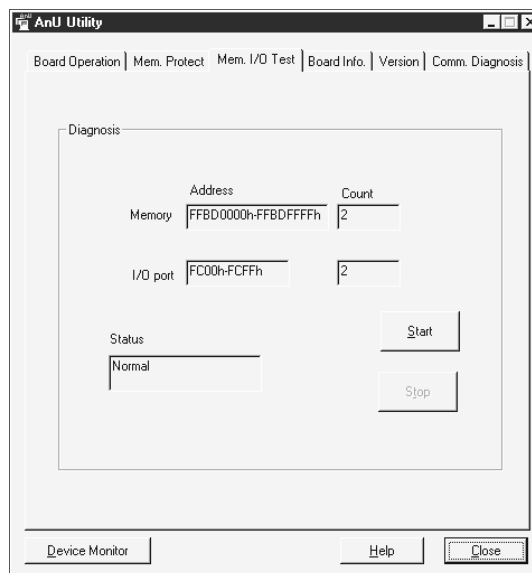 AnU Utility
Board Operation Mem. Protect Mem. I/O Test Board Info. Version Comm. Diagnosis
Diagnosis
Address Count
Memory FFBD0000h-FFBDFFFFh 2
I/O port FC00h-FCFFh 2
Start
Status
Normal
Stop
Device Monitor Help Close